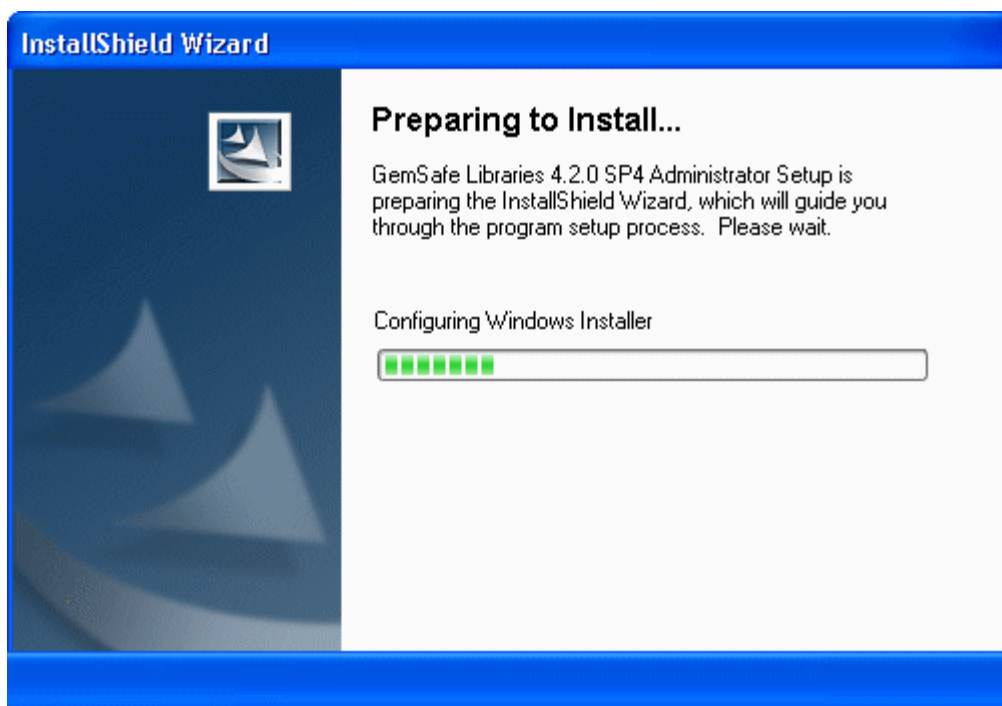 InstallShield Wizard
Preparing to Install...
GemSafe Libraries 4.2.0 SP4 Administrator Setup is
preparing the InstallShield Wizard, which will guide you
through the program setup process.  Please wait.
Configuring Windows Installer